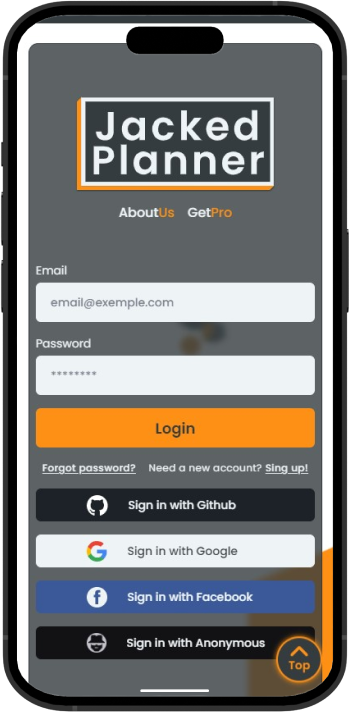 Jacked
Planner
AboutUs GetPro
Email
email@exemple.com
Password
********
Login
Forgot password? Need a new account? Sing up!
Sign in with Github
Sign in with Google
Sign in with Facebook
Sign in with Anonymous
Top